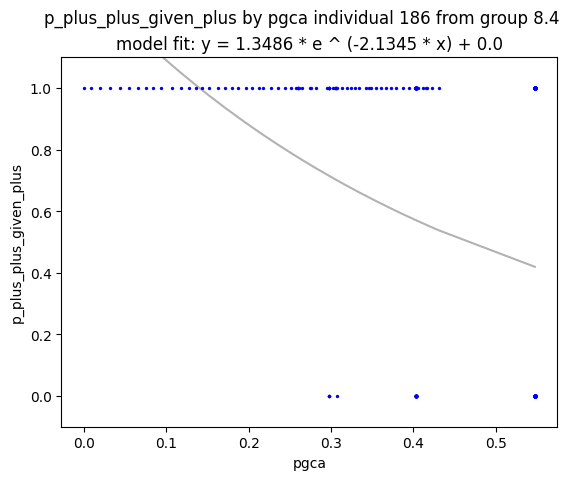 p_plus_plus_given_plus by pgca individual 186 from group 8.4
model fit: y = 1.3486 * e ^ (-2.1345 * x) + 0.0
p_plus_plus_given_plus
1.0
0.8
0.6
0.4
0.2
0.0
0.0 0.1 0.2 0.3 0.4 0.5
pgca